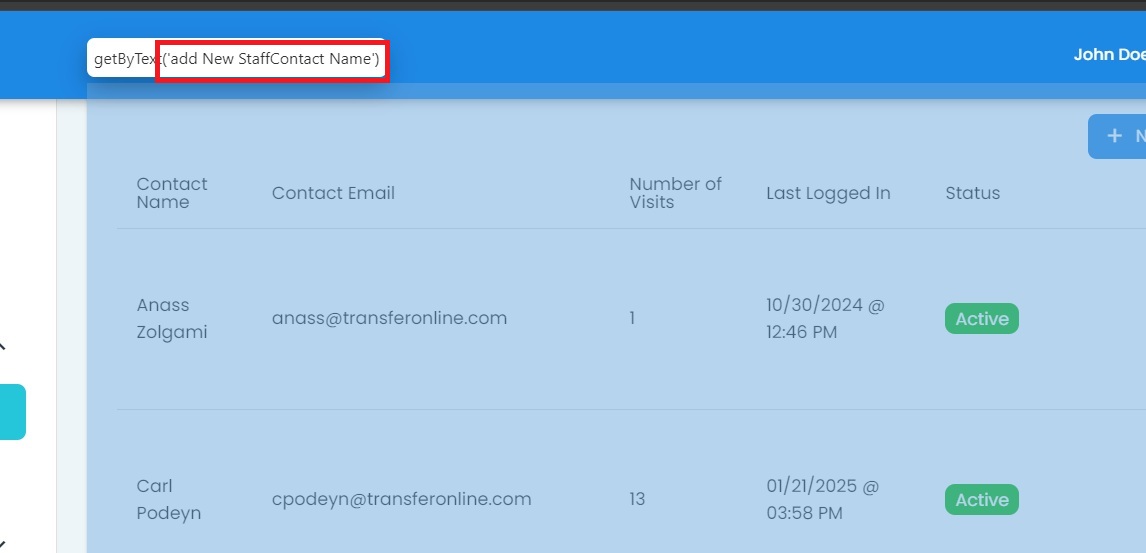 getByText('add New StaffContact Name')
John Doe
+ N
Contact
Name
Contact Email
Number of
Visits
Last Logged In
Status
Anass
Zolgami
anass@transferonline.com
1
10/30/2024 @
12:46 PM
Active
Carl
Podeyn
cpodeyn@transferonline.com
13
01/21/2025 @
03:58 PM
Active